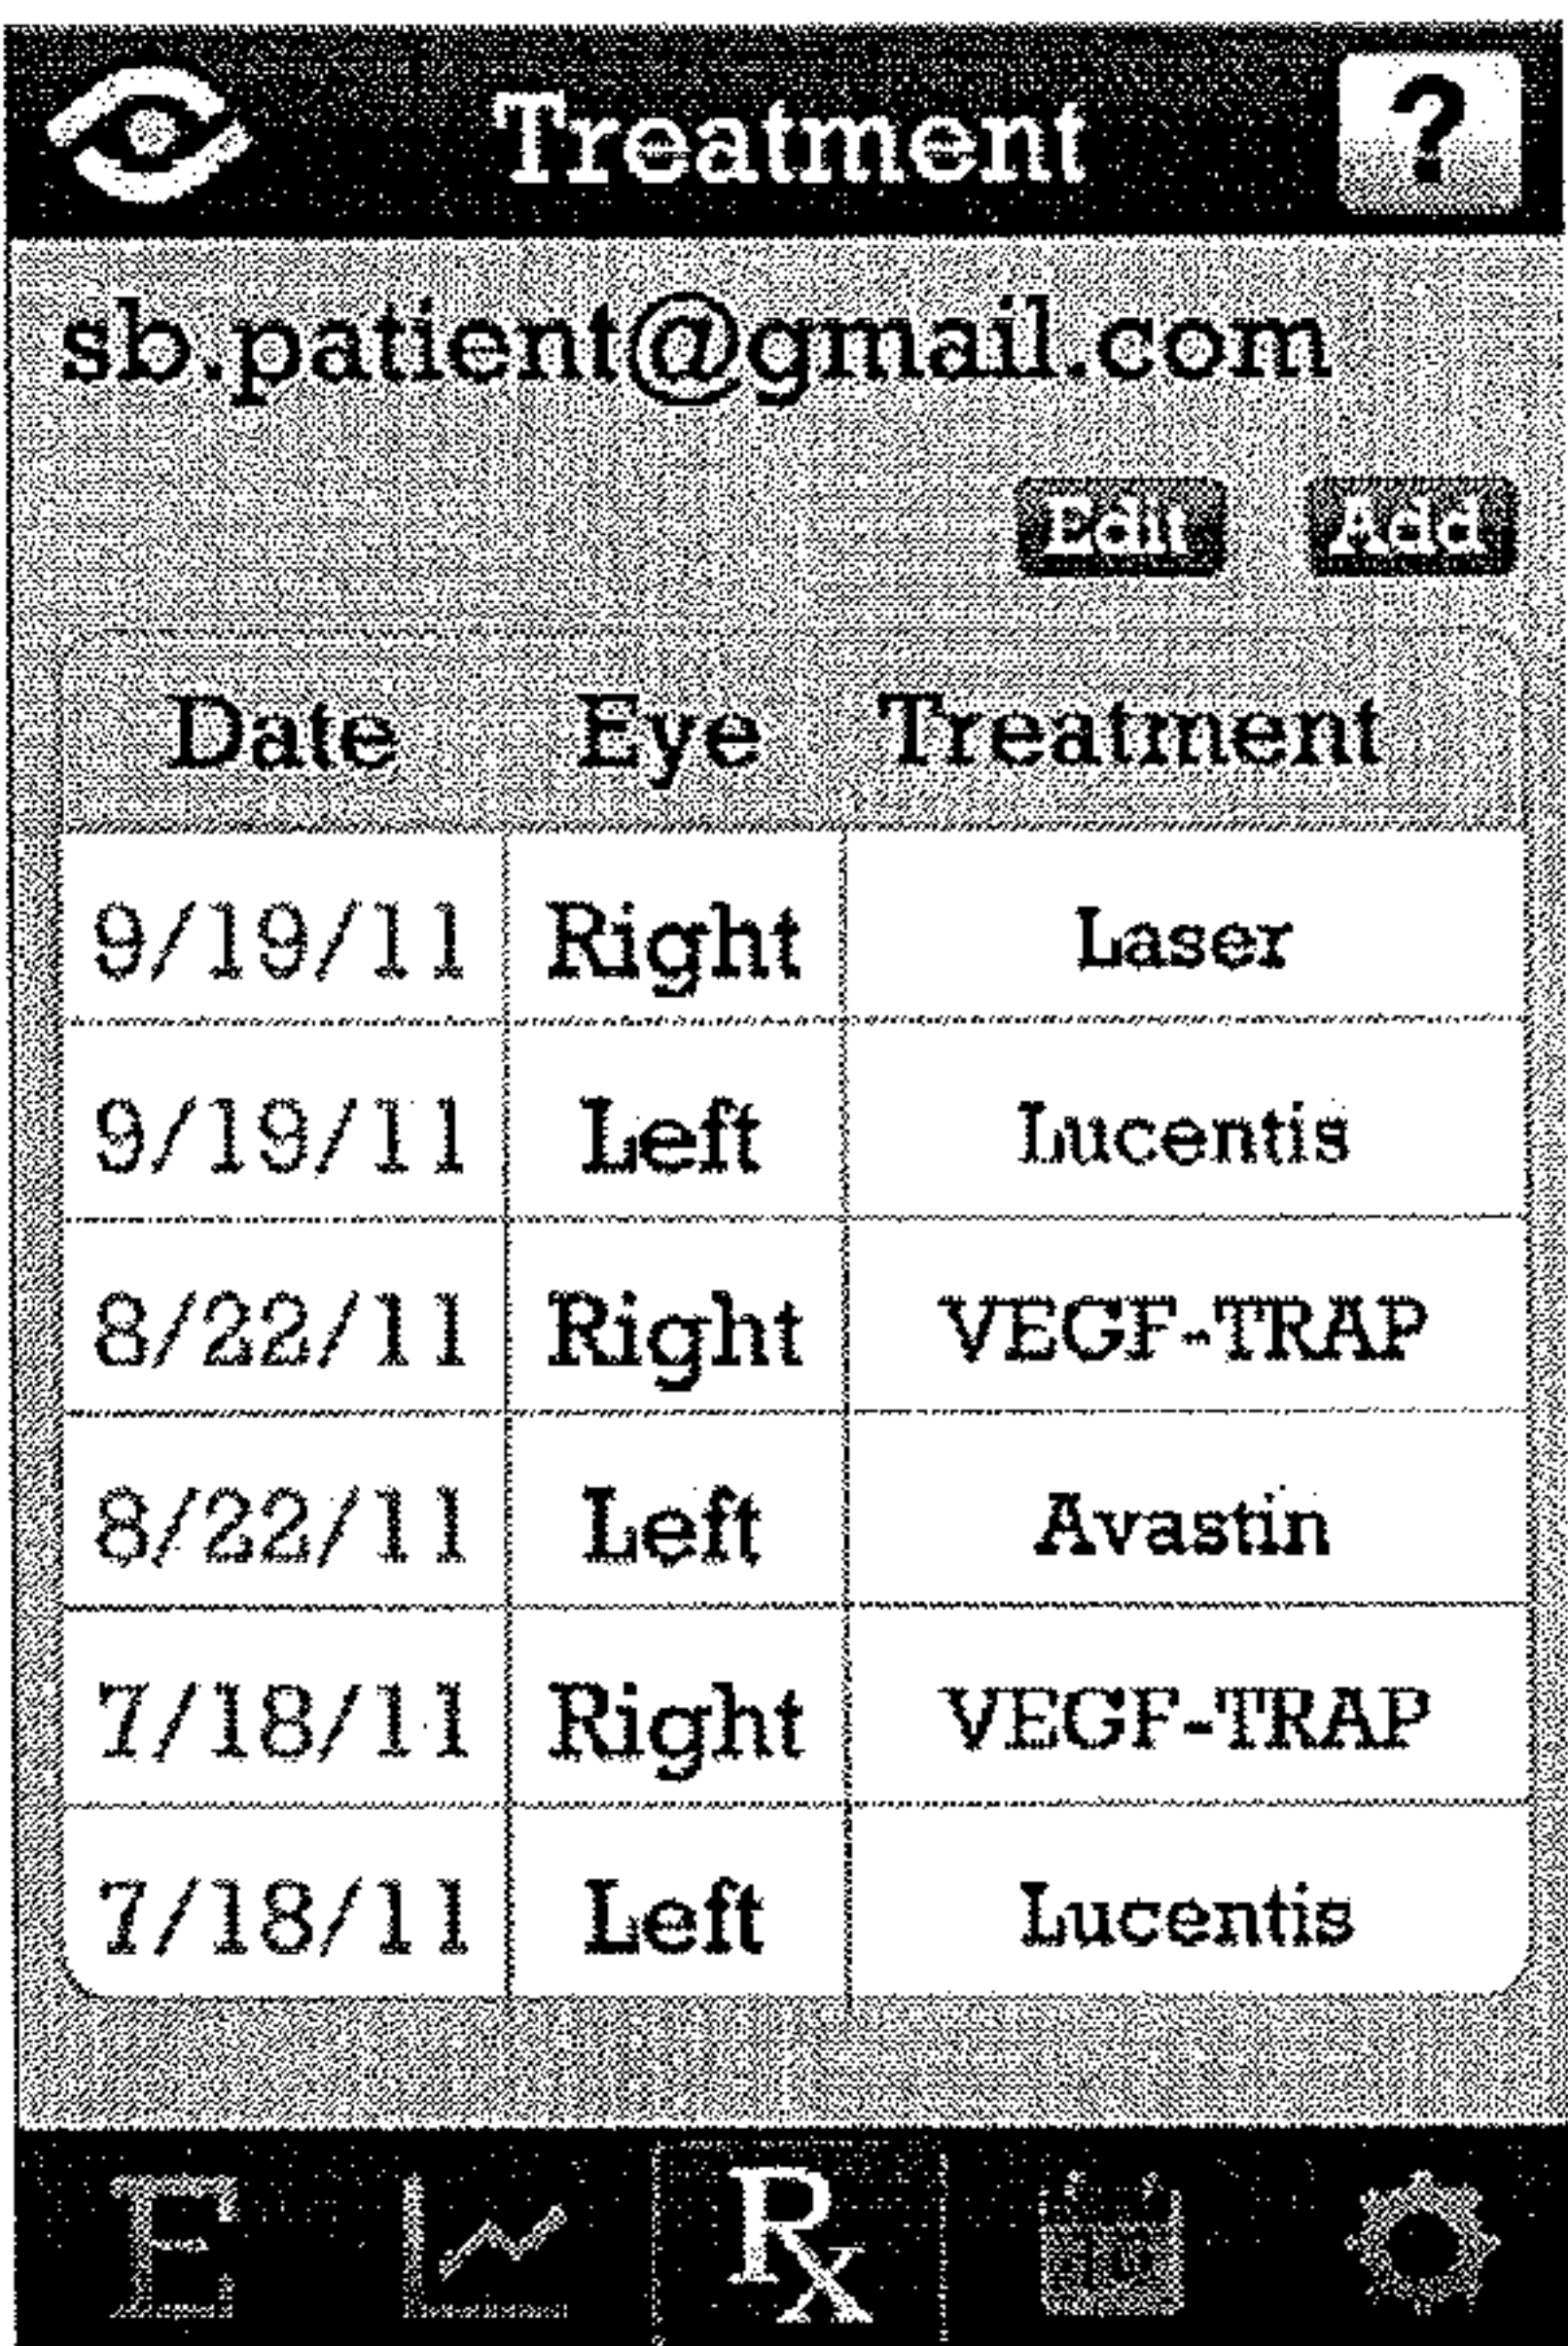 Treatment ?
sb.patient@gmail.com
Edit Add
Date Eye Treatment
9/19/11 Right Laser
9/19/11 Left Lucentis
8/22/11 Right VEGF-TRAP
8/22/11 Left Avastin
7/18/11 Right VEGF-TRAP
7/18/11 Left Lucentis
E Rx